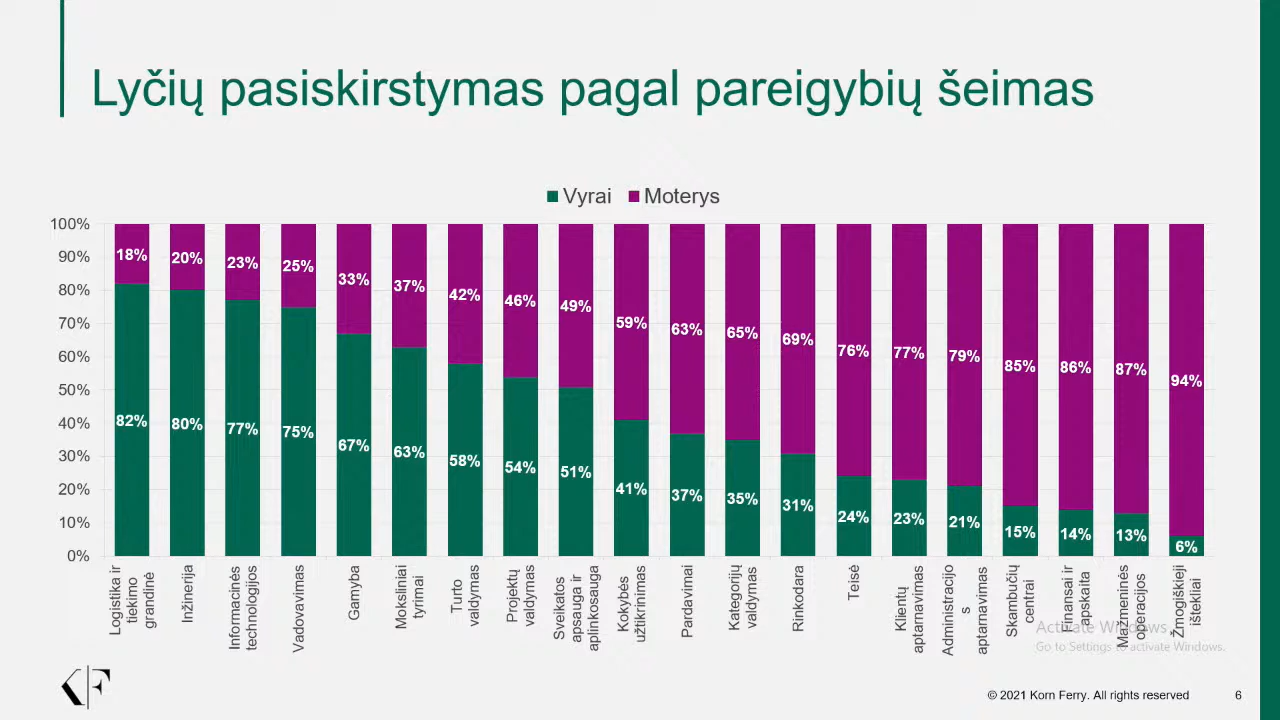 Lyčių pasiskirstymas pagal pareigybių šeimas
Vyrai Moterys
100%
90%
80%
70%
60%
50%
40%
30%
20%
10%
0%
18% 20% 23% 25% 33% 37% 42% 46% 49% 59% 63% 65% 69% 76% 77% 79% 85% 86% 87% 94%
82% 80% 77% 75% 67% 63% 58% 54% 51% 41% 37% 35% 31% 24% 23% 21% 15% 14% 13% 6%
Logistika ir
tiekimo
grandinė
Inžinerija
Informacinės
technologijos
Vadovavimas
Gamyba
Moksliniai
tyrimai
Turto
valdymas
Projektų
valdymas
Sveikatos
apsauga ir
aplinkosauga
Kokybės
užtikrinimas
Pardavimai
Kategorijų
valdymas
Rinkodara
Teisė
Klientų
aptarnavimas
Administracijo
s
aptarnavimas
Skambučių
centrai
Finansai ir
apskaita
Mažmeninės
operacijos
Žmogiškieji
ištekliai
Activate Windows
Go to Settings to activate Windows.
KF
© 2021 Korn Ferry. All rights reserved 6